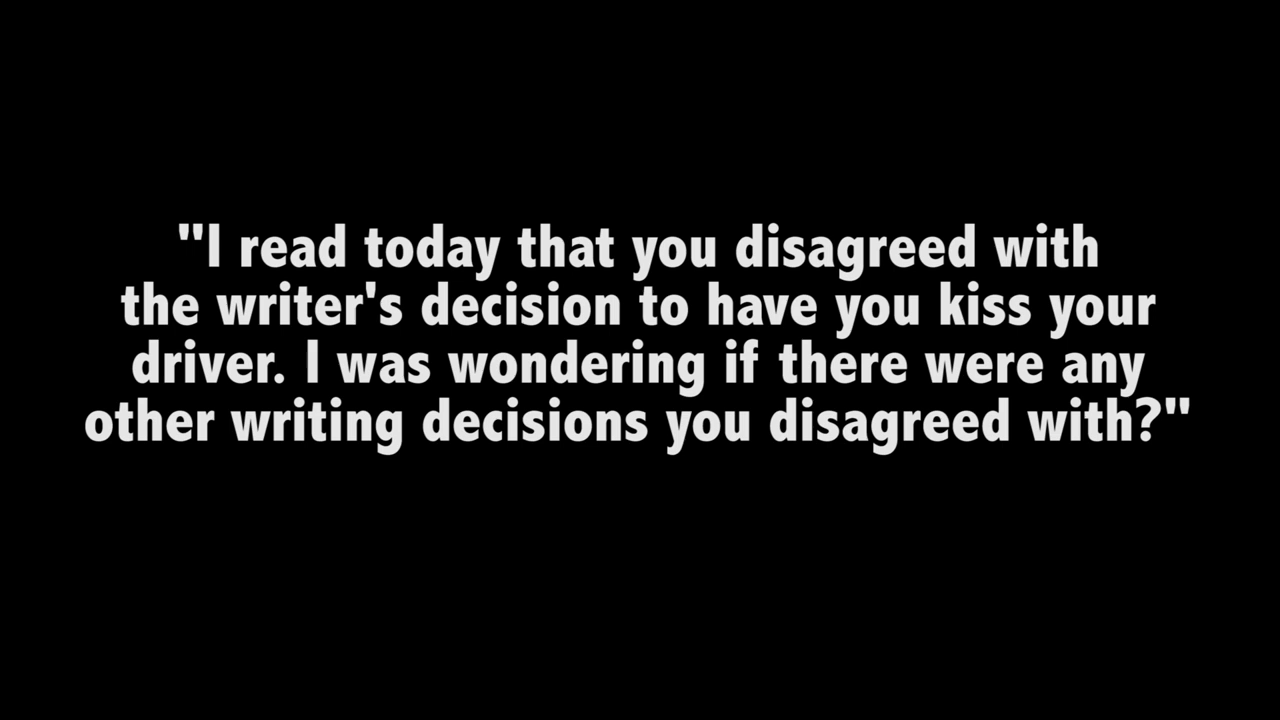 "I read today that you disagreed with
the writer's decision to have you kiss your
driver. I was wondering if there were any
other writing decisions you disagreed with?"